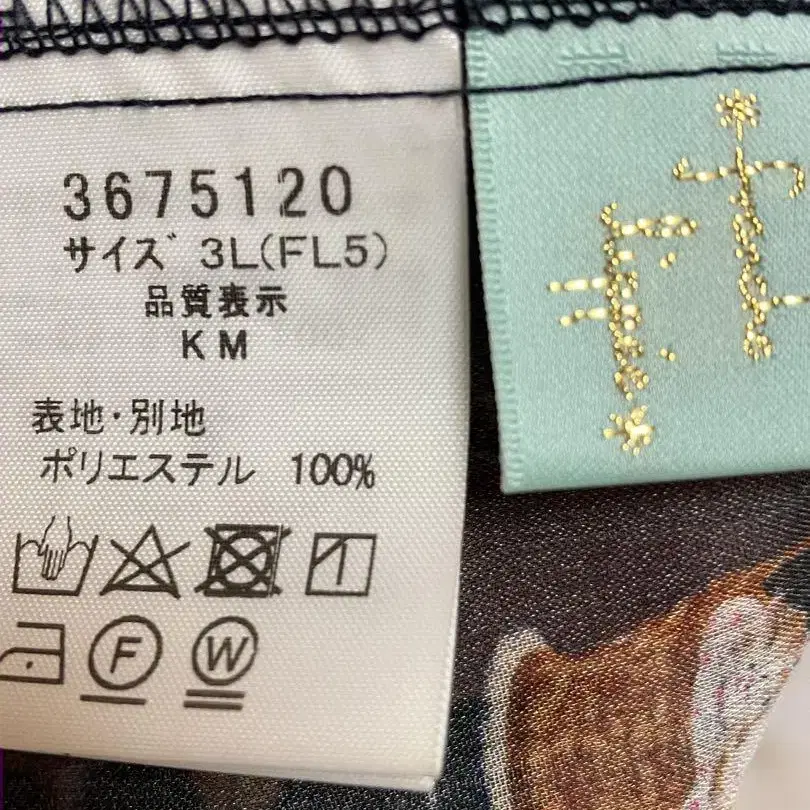 3675120
サイズ 3L(FL5)
品質表示
KM
表地・別地
ポリエステル 100%
F
W